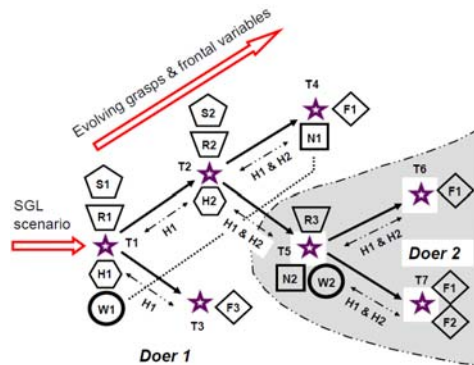 Evolving grasps & frontal variables
T4
F1
S2
R2
N1
T2
H2
H1 & H2
S1
R1
SGL
scenario
T1
H1
H1
W1
H1
T3
F3
H1 & H2
R3
T5
N2
W2
T6
F1
H1 & H2
Doer 2
T7
F1
F2
H1 & H2
Doer 1